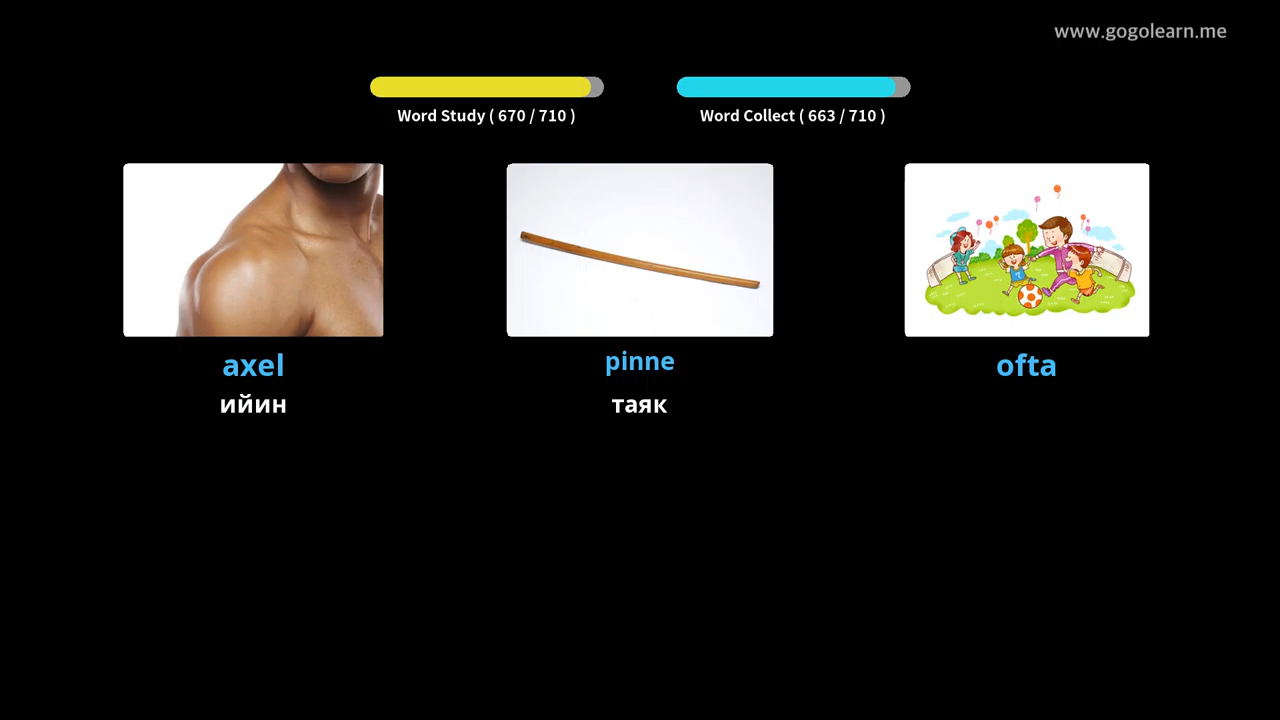 www.gogolearn.me
Word Study ( 670 / 710 )
Word Collect ( 663 / 710 )
axel
pinne
ofta
ийин
таяк